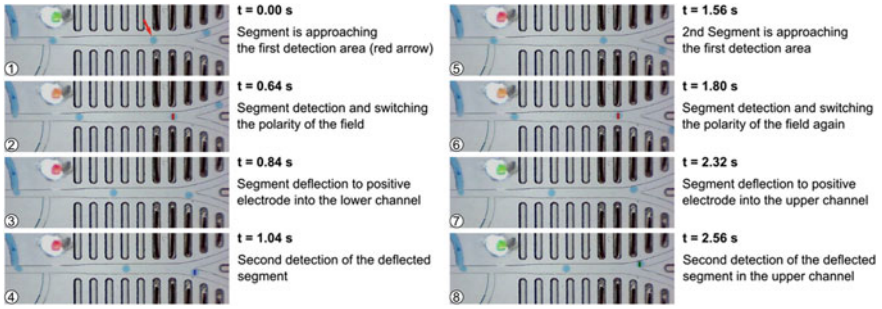 t = 0.00 s
Segment is approaching
the first detection area (red arrow)
1
t = 0.64 s
Segment detection and switching
the polarity of the field
2
t = 0.84 s
Segment deflection to positive
electrode into the lower channel
3
t = 1.04 s
Second detection of the deflected
segment
4
t = 1.56 s
2nd Segment is approaching
the first detection area
5
t = 1.80 s
Segment detection and switching
the polarity of the field again
6
t = 2.32 s
Segment deflection to positive
electrode into the upper channel
7
t = 2.56 s
Second detection of the deflected
segment in the upper channel
8